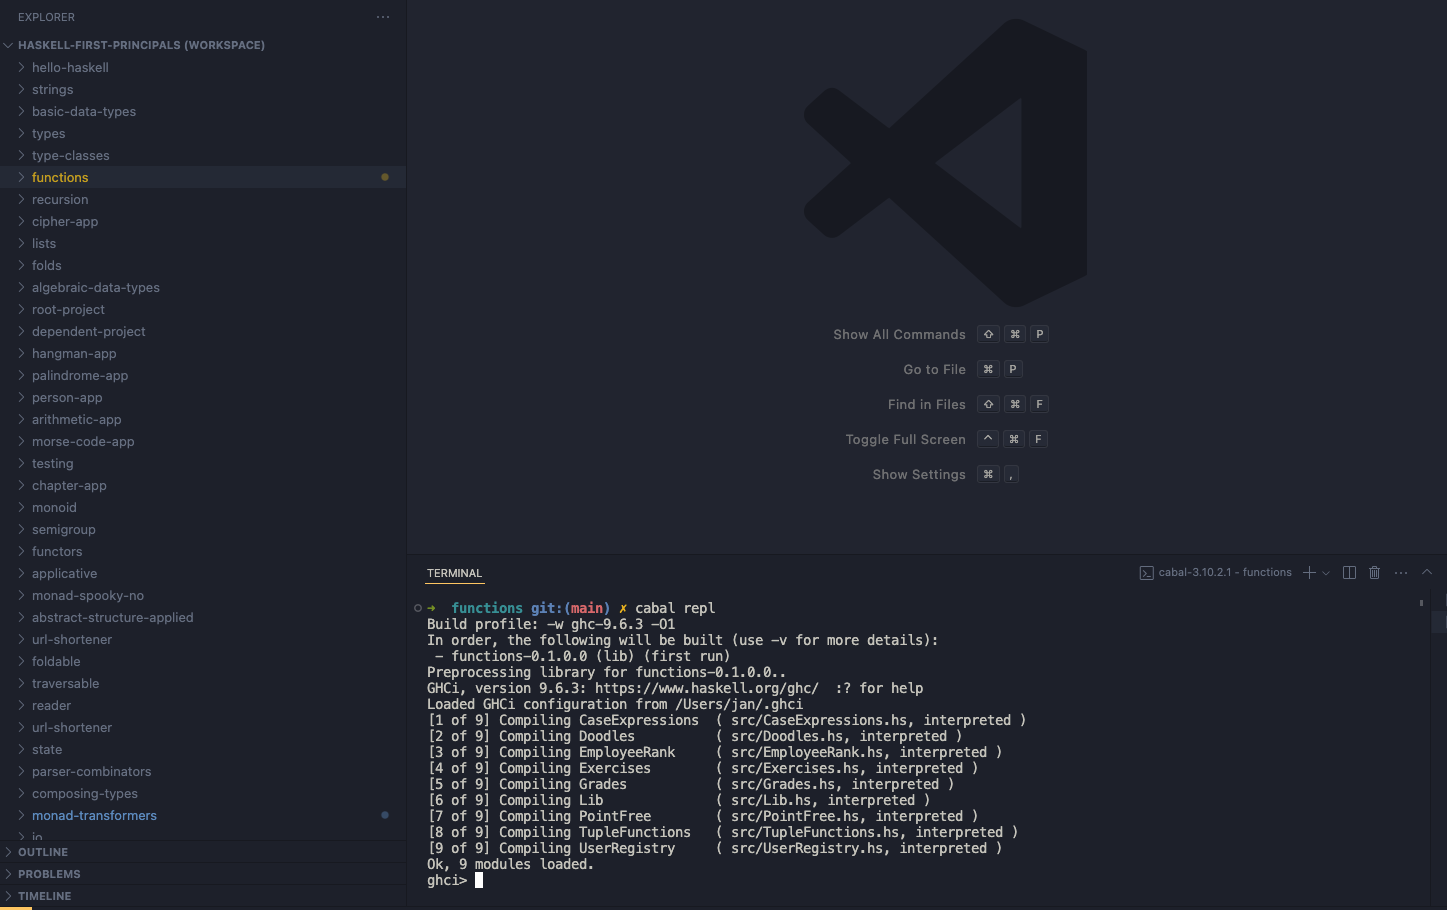 EXPLORER
HASKELL-FIRST-PRINCIPALS (WORKSPACE)
hello-haskell
strings
basic-data-types
types
type-classes
functions
recursion
cipher-app
lists
folds
algebraic-data-types
root-project
dependent-project
hangman-app
palindrome-app
person-app
arithmetic-app
morse-code-app
testing
chapter-app
monoid
semigroup
functors
applicative
monad-spooky-no
abstract-structure-applied
url-shortener
foldable
traversable
reader
url-shortener
state
parser-combinators
composing-types
monad-transformers
io
OUTLINE
PROBLEMS
TIMELINE
Show All Commands ⇧ ⌘ P
Go to File ⌘ P
Find in Files ⇧ ⌘ F
Toggle Full Screen ^ ⌘ F
Show Settings ⌘ ,
TERMINAL
cabal-3.10.2.1 - functions
➜ functions git:(main) ✗ cabal repl
Build profile: -w ghc-9.6.3 -O1
In order, the following will be built (use -v for more details):
- functions-0.1.0.0 (lib) (first run)
Preprocessing library for functions-0.1.0.0..
GHCi, version 9.6.3: https://www.haskell.org/ghc/ :? for help
Loaded GHCi configuration from /Users/jan/.ghci
[1 of 9] Compiling CaseExpressions ( src/CaseExpressions.hs, interpreted )
[2 of 9] Compiling Doodles ( src/Doodles.hs, interpreted )
[3 of 9] Compiling EmployeeRank ( src/EmployeeRank.hs, interpreted )
[4 of 9] Compiling Exercises ( src/Exercises.hs, interpreted )
[5 of 9] Compiling Grades ( src/Grades.hs, interpreted )
[6 of 9] Compiling Lib ( src/Lib.hs, interpreted )
[7 of 9] Compiling PointFree ( src/PointFree.hs, interpreted )
[8 of 9] Compiling TupleFunctions ( src/TupleFunctions.hs, interpreted )
[9 of 9] Compiling UserRegistry ( src/UserRegistry.hs, interpreted )
Ok, 9 modules loaded.
ghci>